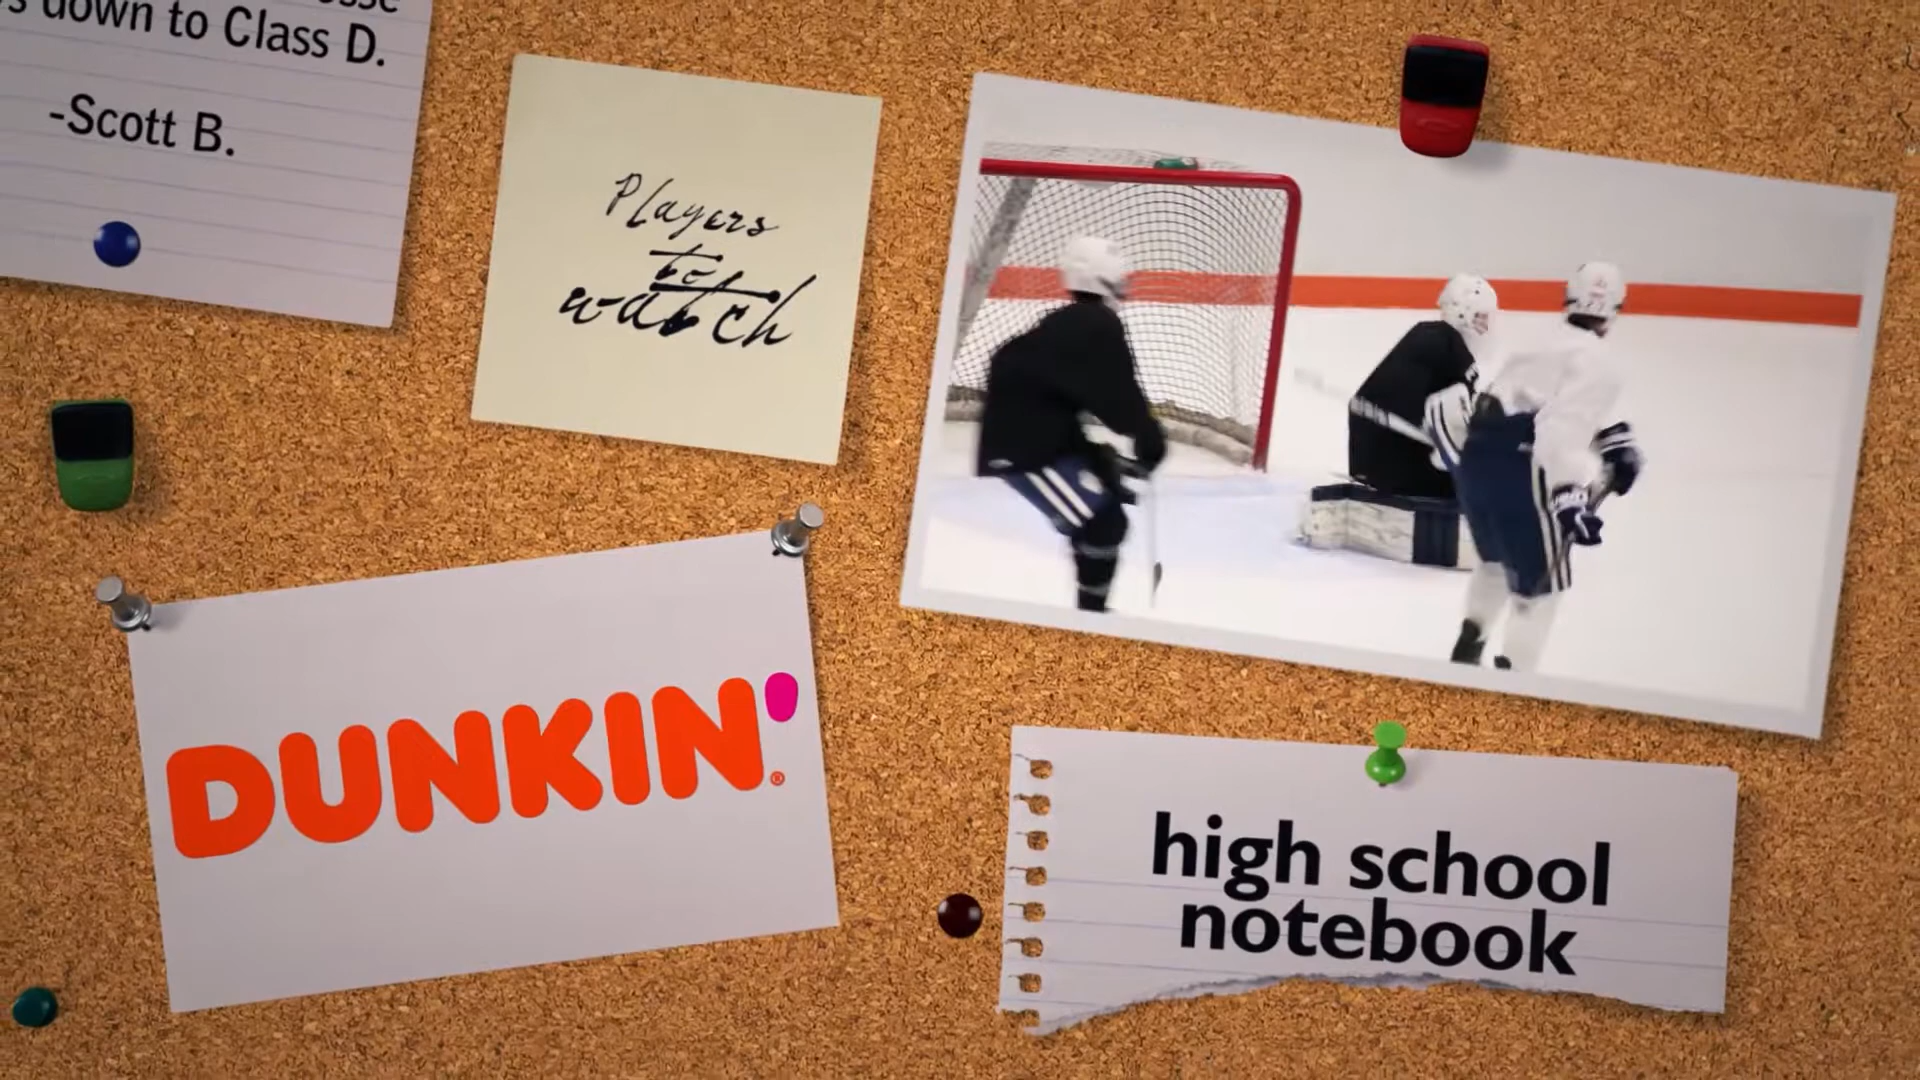 down to Class D.
-Scott B.
Players
to
watch
DUNKIN'®
high school
notebook